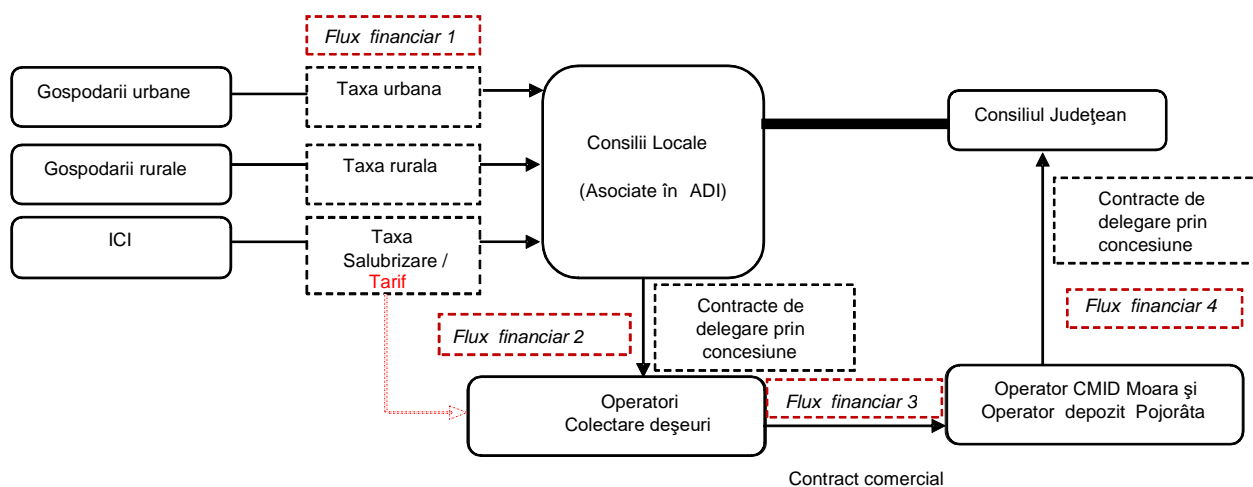 Flux financiar 1
Gospodarii urbane
Taxa urbana
Gospodarii rurale
Taxa rurala
ICI
Taxa
Salubrizare /
Tarif
Consilii Locale
(Asociate în ADI)
Consiliul Judeţean
Contracte de
delegare prin
concesiune
Flux financiar 4
Flux financiar 2
Contracte de
delegare prin
concesiune
Operatori
Colectare deşeuri
Flux financiar 3
Operator CMID Moara şi
Operator depozit Pojorâta
Contract comercial